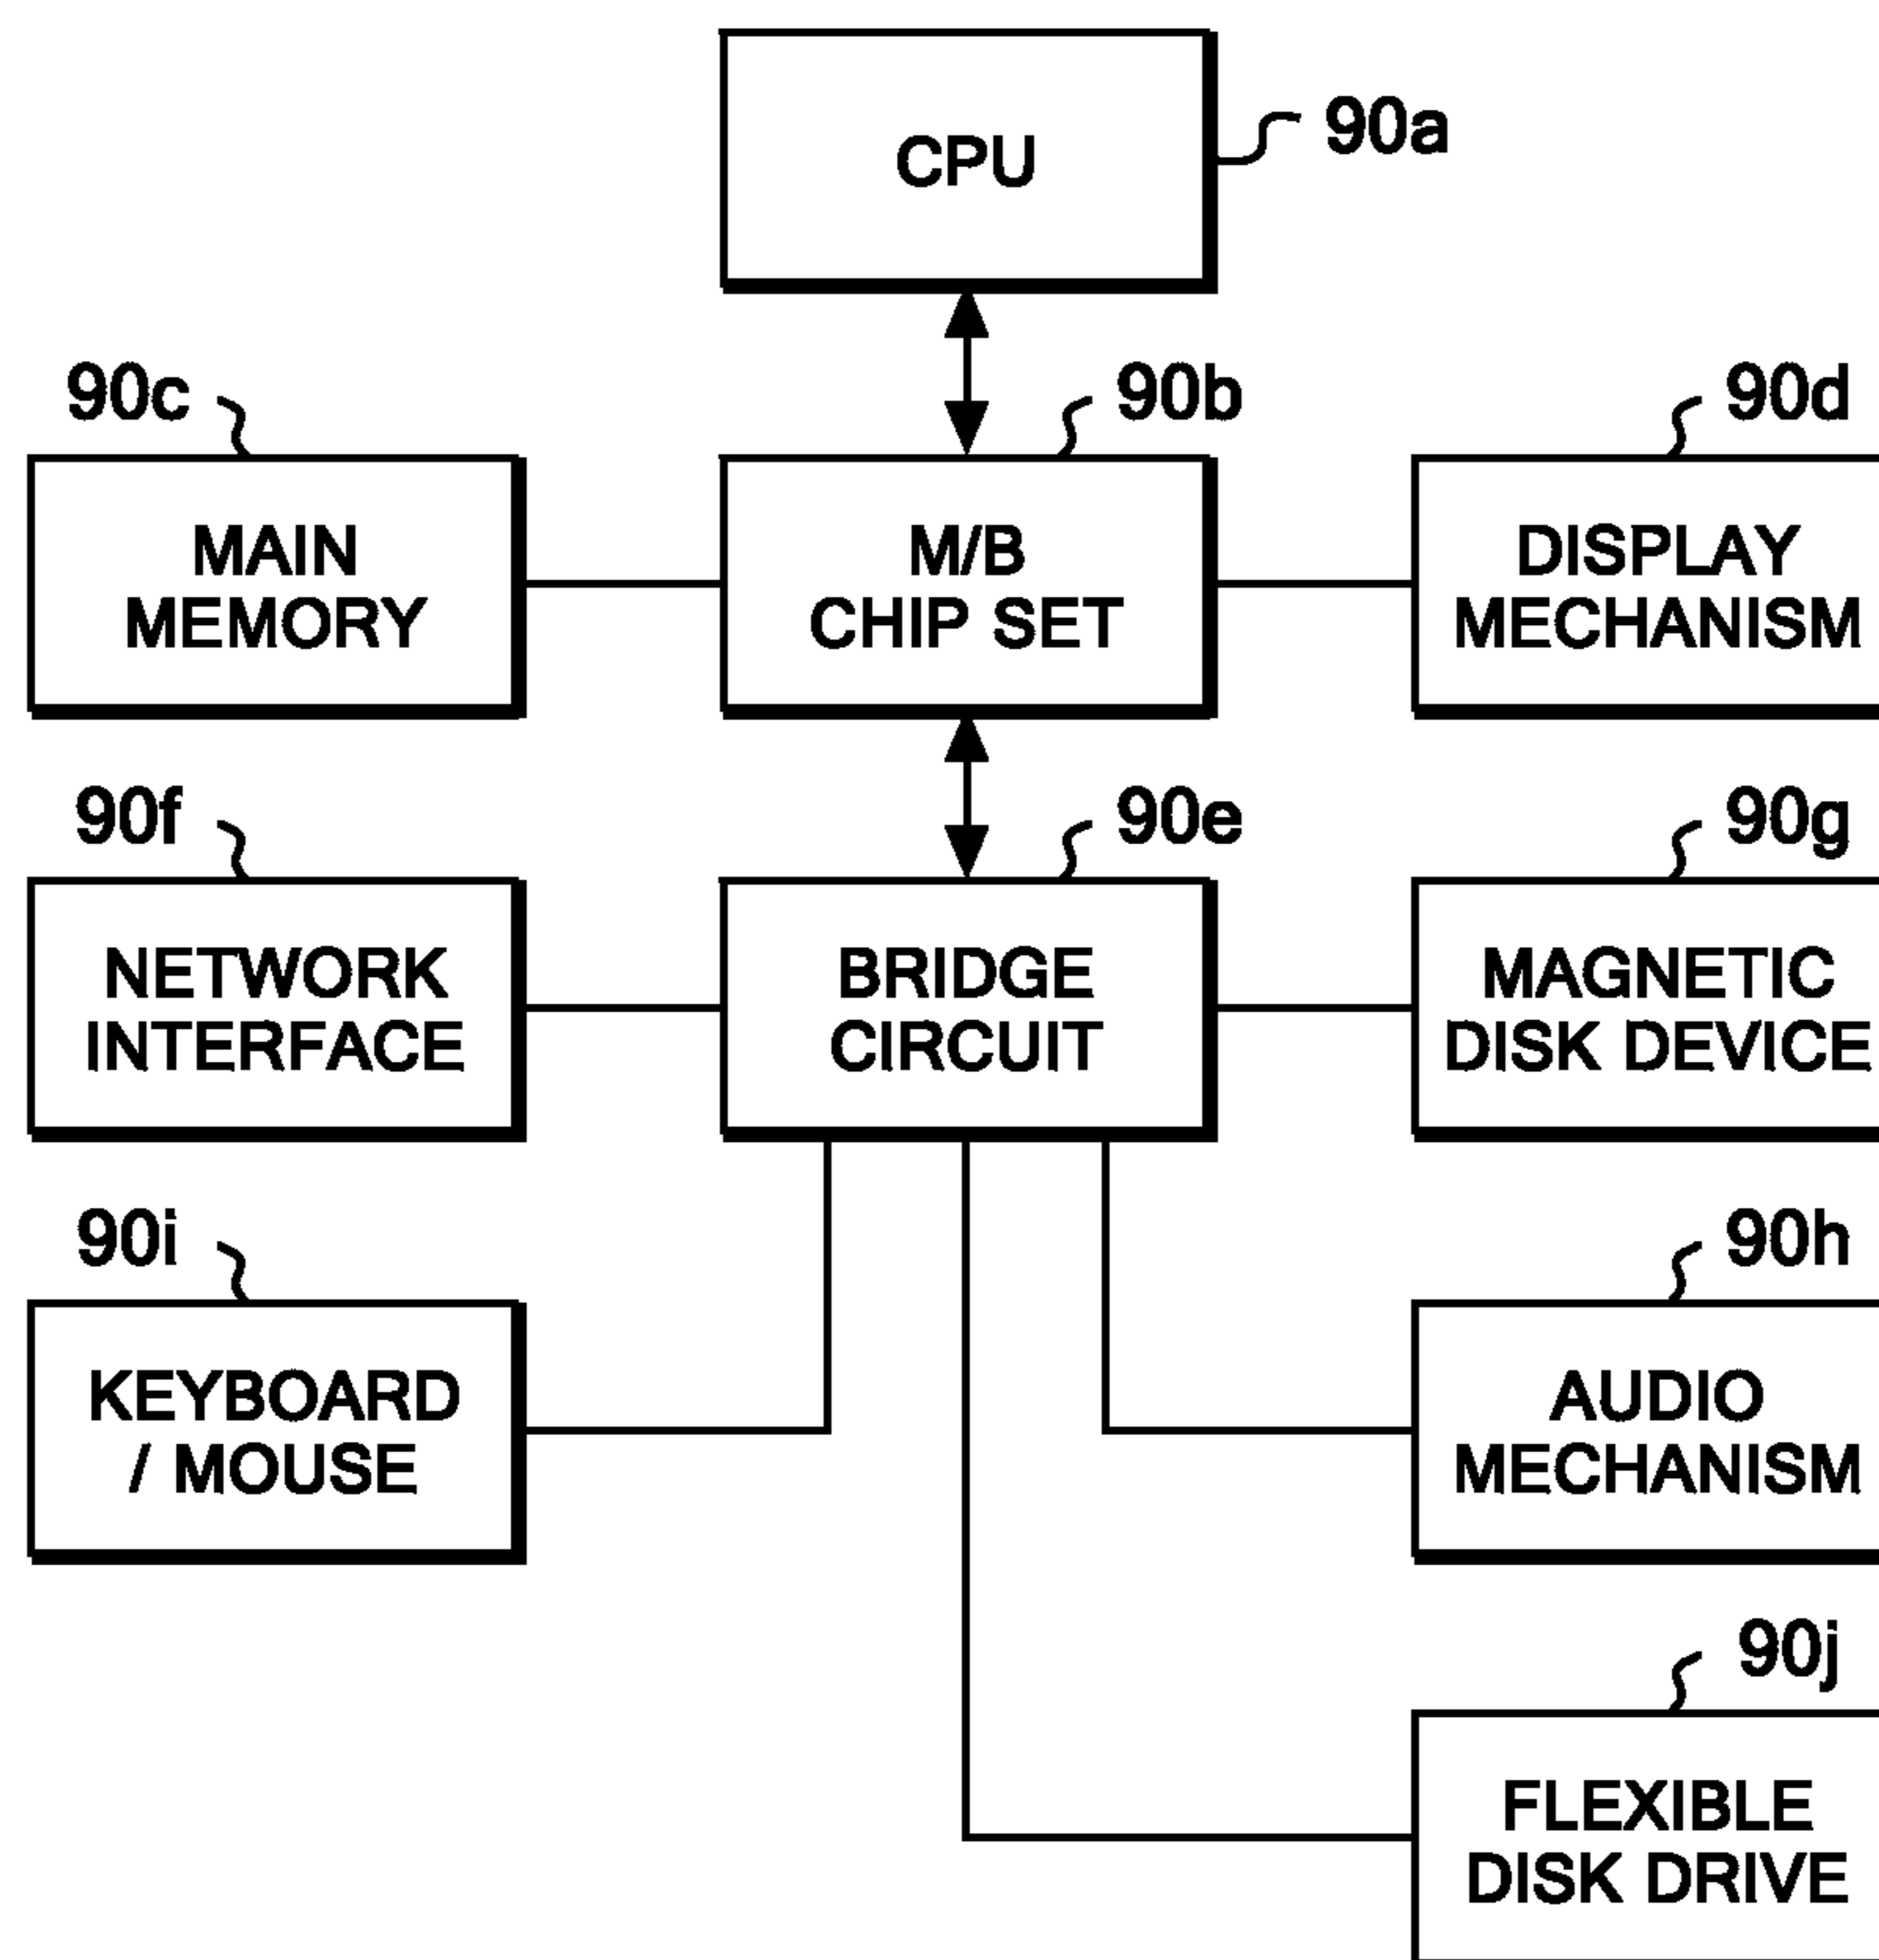 CPU
90a
90c
90b
90d
MAIN
MEMORY
M/B
CHIP SET
DISPLAY
MECHANISM
90f
90e
90g
NETWORK
INTERFACE
BRIDGE
CIRCUIT
MAGNETIC
DISK DEVICE
90i
90h
KEYBOARD
/ MOUSE
AUDIO
MECHANISM
90j
FLEXIBLE
DISK DRIVE